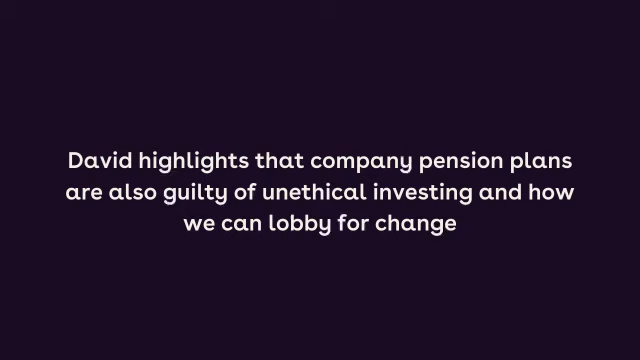 David highlights that company pension plans
are also guilty of unethical investing and how
we can lobby for change